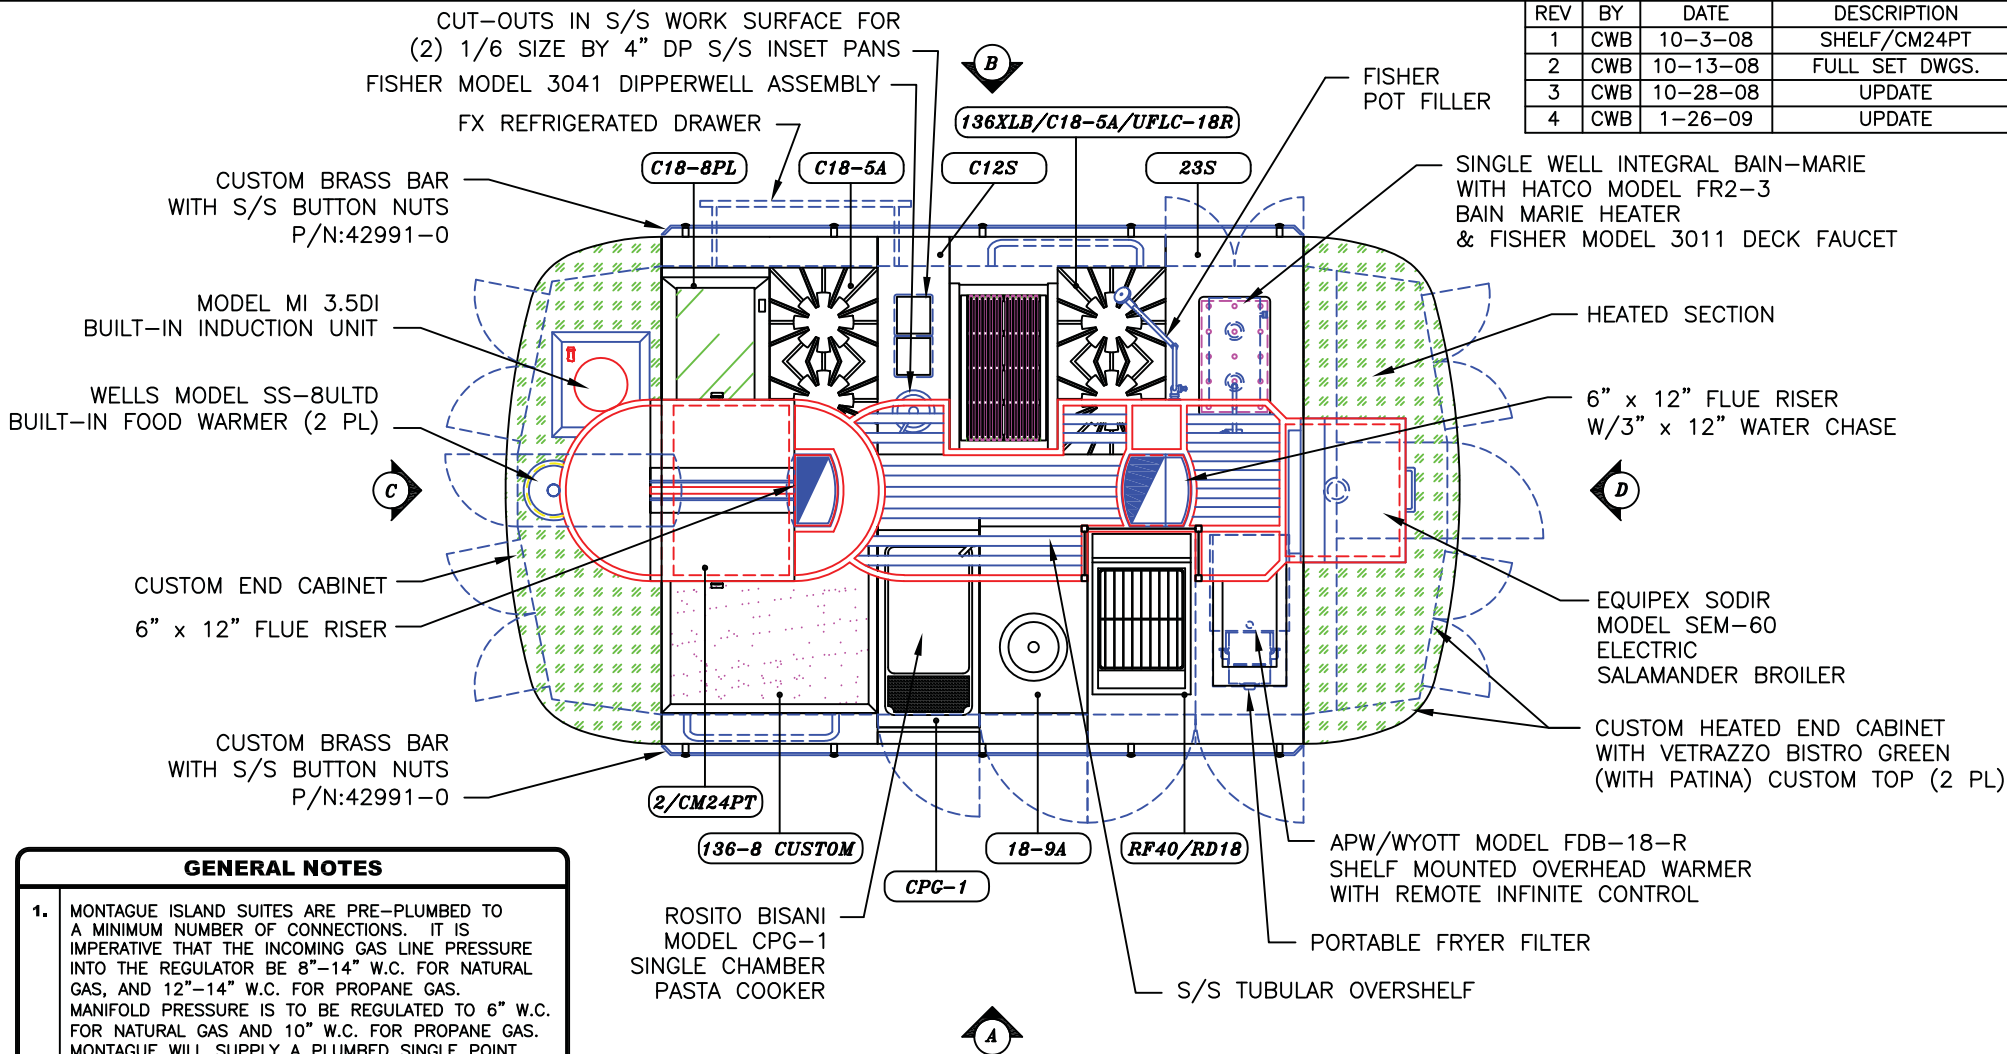 CUT-OUTS IN S/S WORK SURFACE FOR
(2) 1/6 SIZE BY 4" DP S/S INSET PANS
FISHER MODEL 3041 DIPPERWELL ASSEMBLY
FX REFRIGERATED DRAWER
B
FISHER
POT FILLER
REV BY DATE DESCRIPTION
1 CWB 10-3-08 SHELF/CM24PT
2 CWB 10-13-08 FULL SET DWGS.
3 CWB 10-28-08 UPDATE
4 CWB 1-26-09 UPDATE
136XLB/C18-5A/UFLC-18R
C18-8PL
C18-5A
C12S
23S
CUSTOM BRASS BAR
WITH S/S BUTTON NUTS
P/N:42991-0
SINGLE WELL INTEGRAL BAIN-MARIE
WITH HATCO MODEL FR2-3
BAIN MARIE HEATER
& FISHER MODEL 3011 DECK FAUCET
MODEL MI 3.5DI
BUILT-IN INDUCTION UNIT
HEATED SECTION
WELLS MODEL SS-8ULTD
BUILT-IN FOOD WARMER (2 PL)
6" x 12" FLUE RISER
W/3" x 12" WATER CHASE
C
D
CUSTOM END CABINET
6" x 12" FLUE RISER
EQUIPEX SODIR
MODEL SEM-60
ELECTRIC
SALAMANDER BROILER
CUSTOM BRASS BAR
WITH S/S BUTTON NUTS
P/N:42991-0
CUSTOM HEATED END CABINET
WITH VETRAZZO BISTRO GREEN
(WITH PATINA) CUSTOM TOP (2 PL)
2/CM24PT
136-8 CUSTOM
CPG-1
18-9A
RF40/RD18
APW/WYOTT MODEL FDB-18-R
SHELF MOUNTED OVERHEAD WARMER
WITH REMOTE INFINITE CONTROL
ROSITO BISANI
MODEL CPG-1
SINGLE CHAMBER
PASTA COOKER
PORTABLE FRYER FILTER
S/S TUBULAR OVERSHELF
A
GENERAL NOTES
1. MONTAGUE ISLAND SUITES ARE PRE-PLUMBED TO
A MINIMUM NUMBER OF CONNECTIONS. IT IS
IMPERATIVE THAT THE INCOMING GAS LINE PRESSURE
INTO THE REGULATOR BE 8"-14" W.C. FOR NATURAL
GAS, AND 12"-14" W.C. FOR PROPANE GAS.
MANIFOLD PRESSURE IS TO BE REGULATED TO 6" W.C.
FOR NATURAL GAS AND 10" W.C. FOR PROPANE GAS.
MONTAGUE WILL SUPPLY A PLUMBED SINGLE POINT